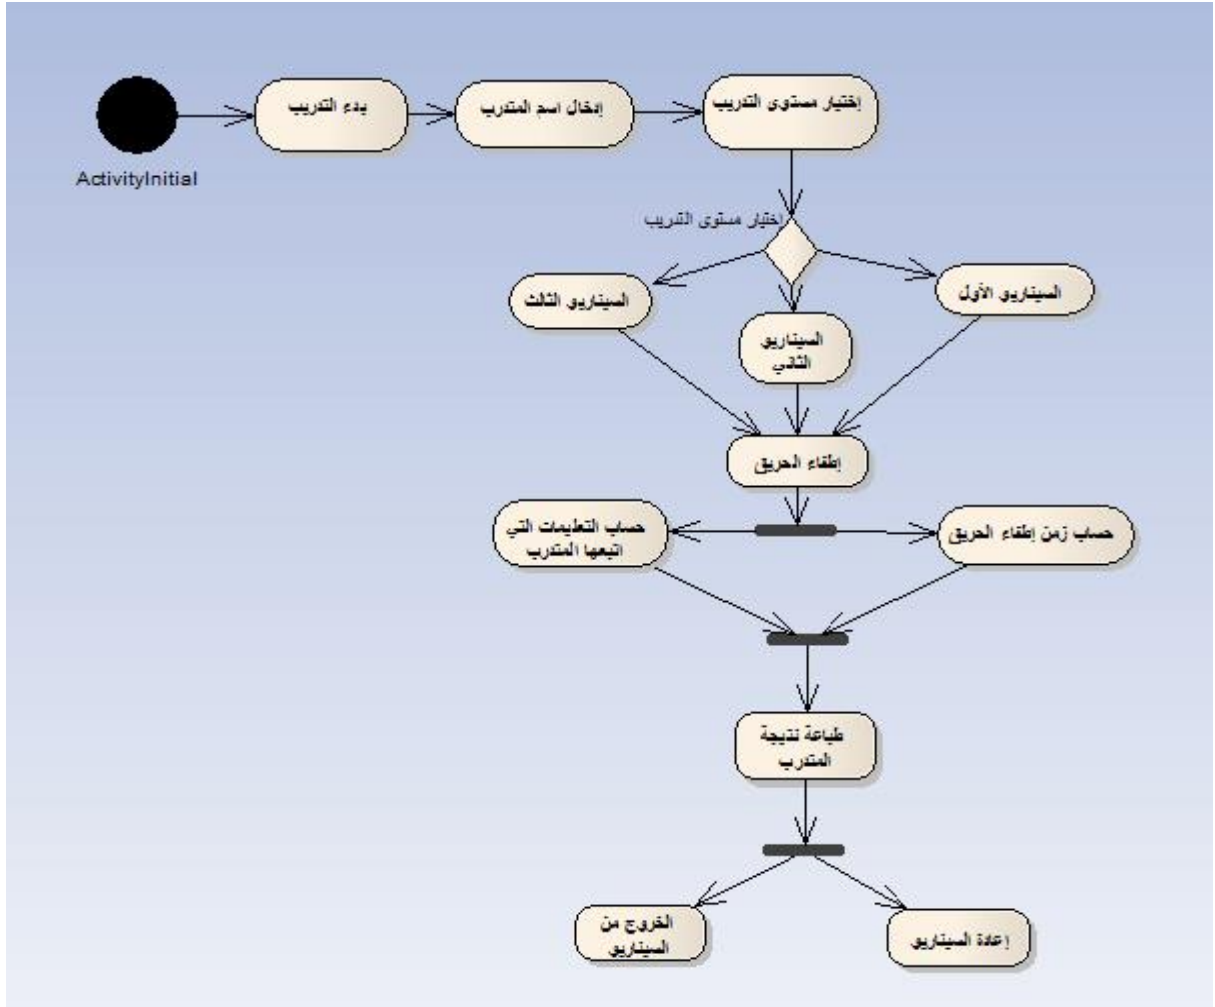 بدء التدريب
إدخال اسم المتدرب
إختيار مستوى التدريب
ActivityInitial
إختيار مستوى التدريب
السيناريو الأول
السيناريو الثالث
السيناريو
الثاني
إطفاء الحريق
حساب زمن إطفاء الحريق
حساب التعليمات التي
اتبعها المتدرب
طباعة نتيجة
المتدرب
إعادة السيناريو
الخروج من
السيناريو